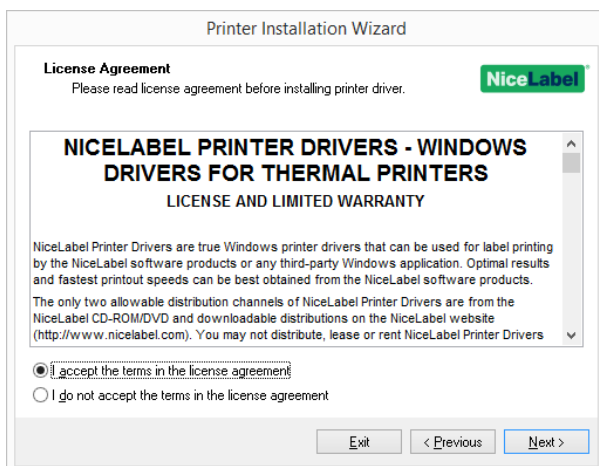 Printer Installation Wizard
License Agreement
Please read license agreement before installing printer driver.
NiceLabel
NICELABEL PRINTER DRIVERS - WINDOWS
DRIVERS FOR THERMAL PRINTERS
LICENSE AND LIMITED WARRANTY
NiceLabel Printer Drivers are true Windows printer drivers that can be used for label printing
by the NiceLabel software products or any third-party Windows application. Optimal results
and fastest printout speeds can be best obtained from the NiceLabel software products.
The only two allowable distribution channels of NiceLabel Printer Drivers are from the
NiceLabel CD-ROM/DVD and downloadable distributions on the NiceLabel website
(http://www.nicelabel.com). You may not distribute, lease or rent NiceLabel Printer Drivers
I accept the terms in the license agreement
I do not accept the terms in the license agreement
Exit < Previous Next >